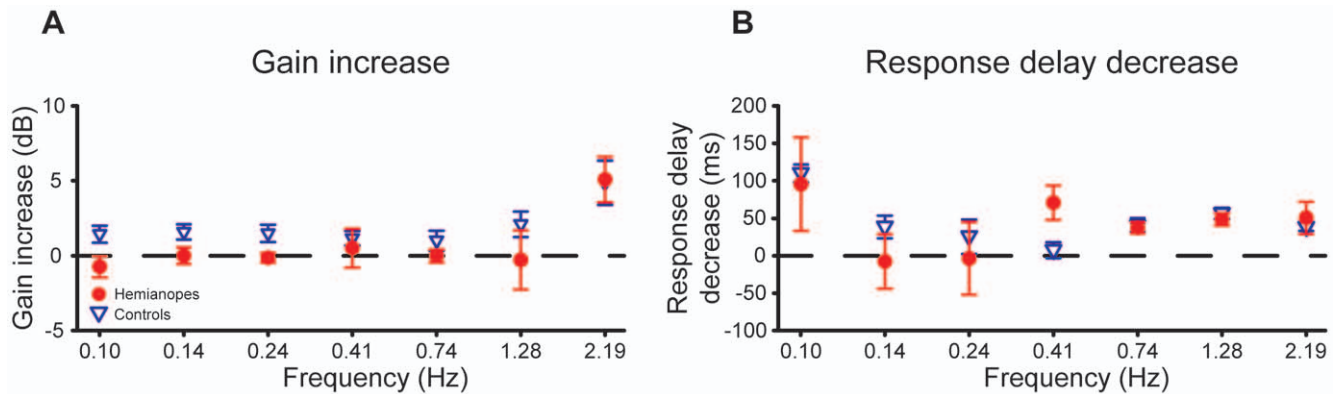 A
Gain increase
Gain increase (dB)
10
5
0
-5
Hemianopes
Controls
0.10 0.14 0.24 0.41 0.74 1.28 2.19
Frequency (Hz)
B
Response delay decrease
Response delay
decrease (ms)
200
150
100
50
0
-50
-100
0.10 0.14 0.24 0.41 0.74 1.28 2.19
Frequency (Hz)